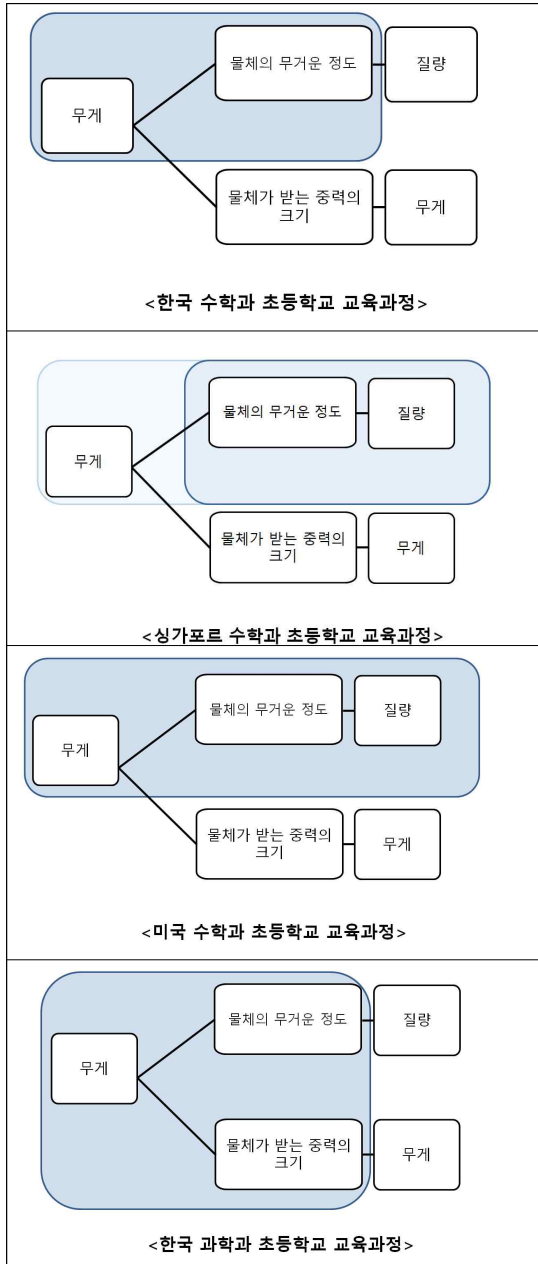 물체의 무거운 정도
질량
무게
물체가 받는 중력의
크기
무게
<한국 수학과 초등학교 교육과정>
물체의 무거운 정도
질량
무게
물체가 받는 중력의
크기
무게
<싱가포르 수학과 초등학교 교육과정>
물체의 무거운 정도
질량
무게
물체가 받는 중력의
크기
무게
<미국 수학과 초등학교 교육과정>
물체의 무거운 정도
질량
무게
물체가 받는 중력의
크기
무게
<한국 과학과 초등학교 교육과정>